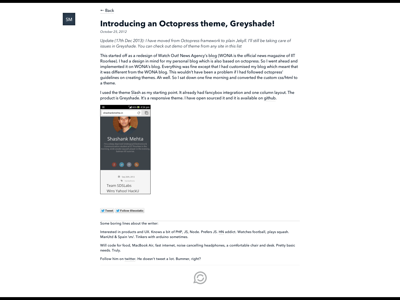 SM
← Back
Introducing an Octopress theme, Greyshade!
October 25, 2012
Update (17th Dec 2013): I have moved from Octopress framework to plain Jekyll. I'll still be taking care of
issues in Greyshade. You can check out demo of theme from any site in this list
This started off as a redesign of Watch Out! News Agency's blog (WONA is the official news magazine of IIT
Roorkee). I had a design in mind for my personal blog which is also based on octopress. So I went ahead and
implemented it on WONA's blog. Everything was fine except that I had customised my blog which meant that
it was different from the WONA blog. This wouldn't have been a problem if I had followed octopress'
guidelines on creating themes. Ah well. So I sat down one fine morning and converted the custom css/html to
a theme.
I used the theme Slash as my starting point. It already had fancybox integration and one column layout. The
product is Greyshade. It's a responsive theme. I have open sourced it and it is available on github.
Shashank Mehta
Team SDSLabs
Wins Yahoo! HackU
Tweet
Some boring lines about the writer:
Interested in products and UX. Knows a bit of PHP, JS, Node. Prefers JS. HN addict. Watches football, plays squash.
ManUtd & Spain! \o/. Tinkers with arduino sometimes.
Will code for food, MacBook Air, fast internet, noise cancelling headphones, a comfortable chair and desk. Pretty basic
needs. Truly.
Follow him on twitter. He doesn't tweet a lot. Bummer, right?